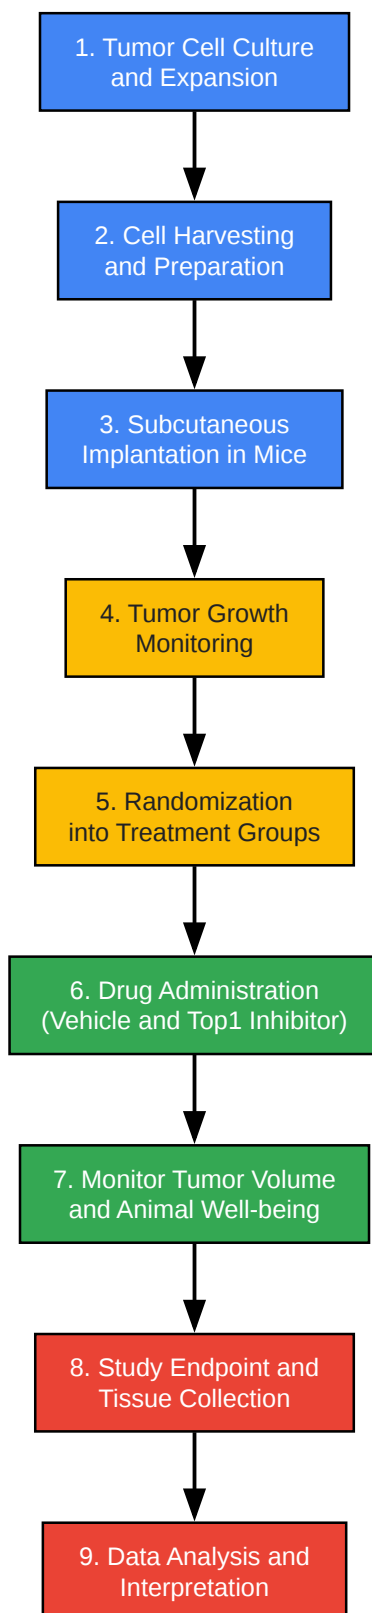 1. Tumor Cell Culture
and Expansion
2. Cell Harvesting
and Preparation
3. Subcutaneous
Implantation in Mice
4. Tumor Growth
Monitoring
5. Randomization
into Treatment Groups
6. Drug Administration
(Vehicle and Top1 Inhibitor)
7. Monitor Tumor Volume
and Animal Well-being
8. Study Endpoint and
Tissue Collection
9. Data Analysis and
Interpretation